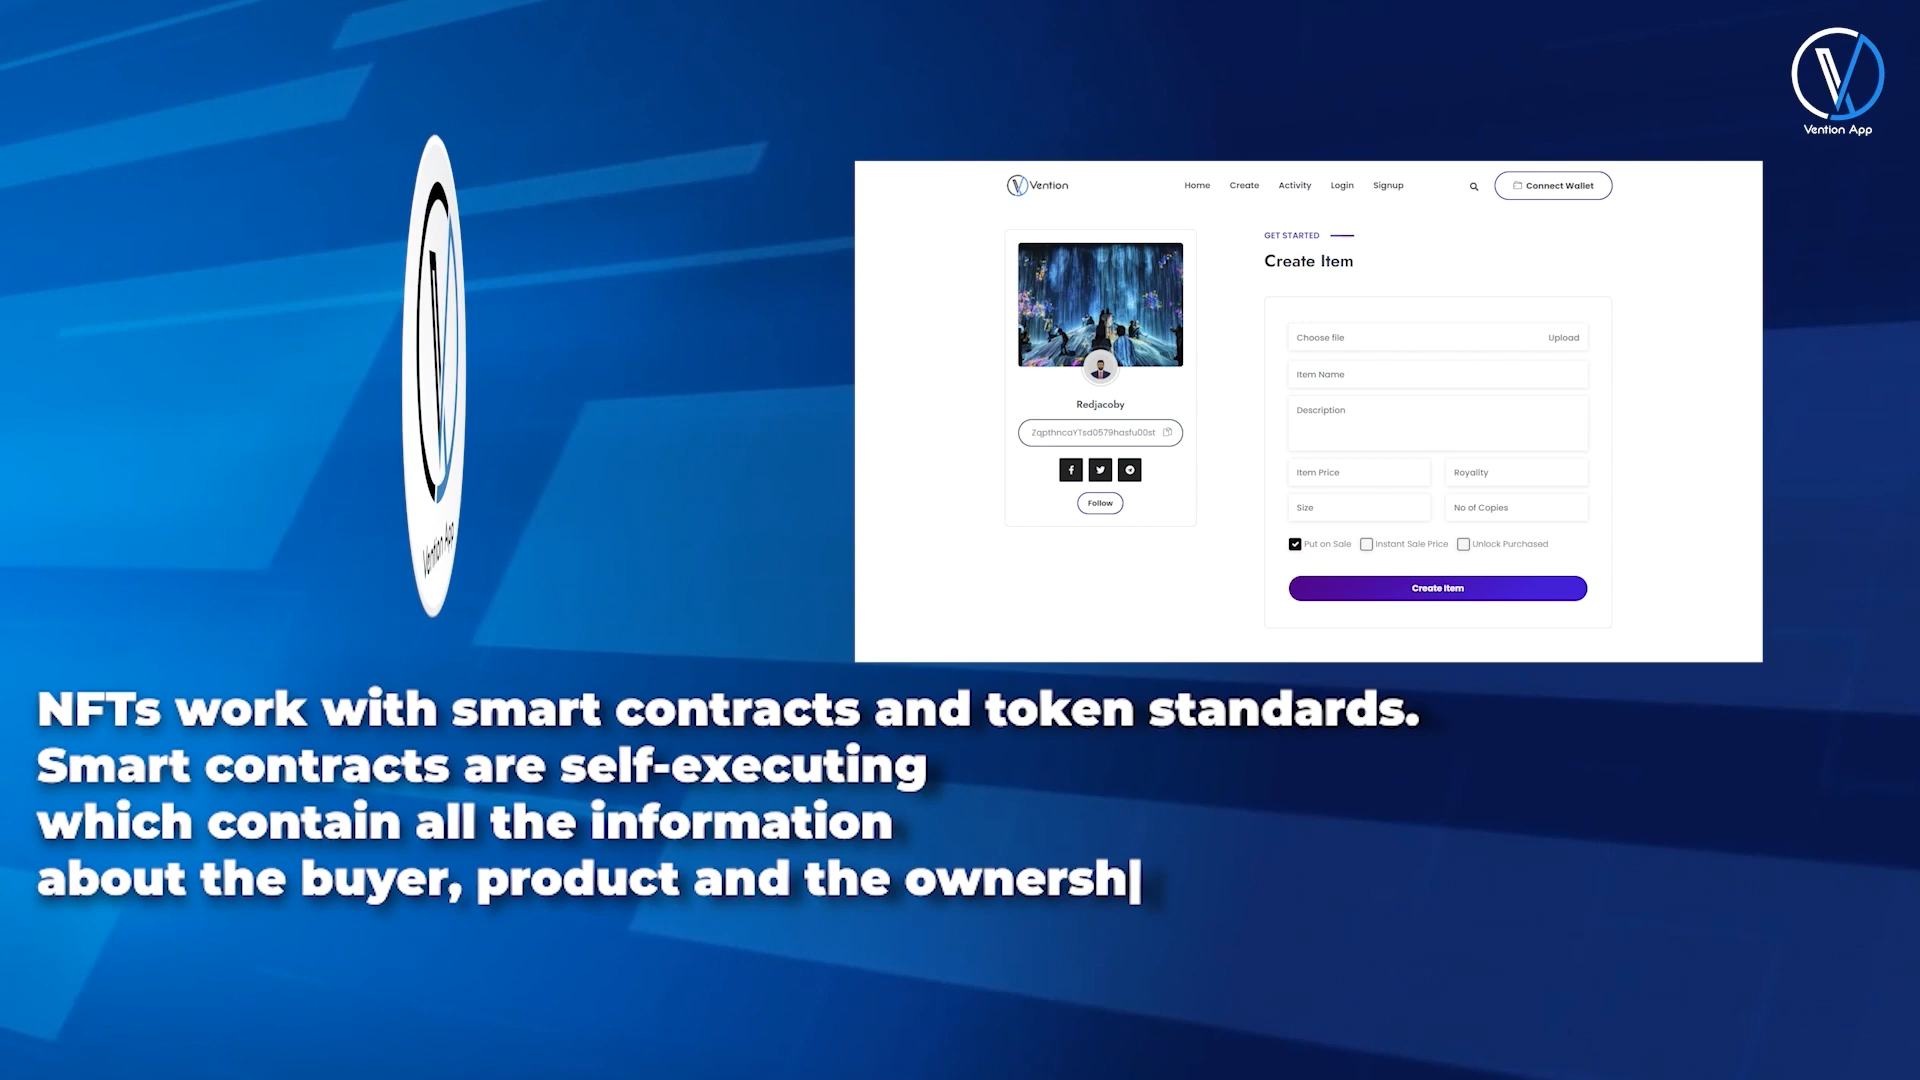 Vention App
Vention
Home Create Activity Login Signup
Connect Wallet
GET STARTED
Create Item
Redjacoby
ZqpthncaYTsd0579hasfu00st
Follow
Choose file Upload
Item Name
Description
Item Price Royality
Size No of Copies
Put on Sale Instant Sale Price Unlock Purchased
Create Item
Vention App
NFTs work with smart contracts and token standards.
Smart contracts are self-executing
which contain all the information
about the buyer, product and the ownersh|